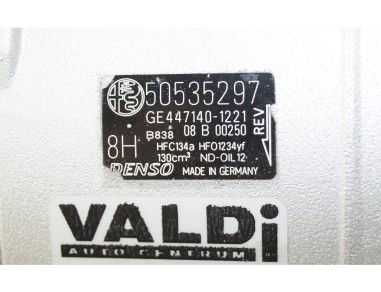 50535297
GE447140-1221
B838 08 B 00250
REV
8H
HFC134a HFO1234yf
130cm³ ND-OIL12
DENSO MADE IN GERMANY
VALDi
AUTO CENTRUM